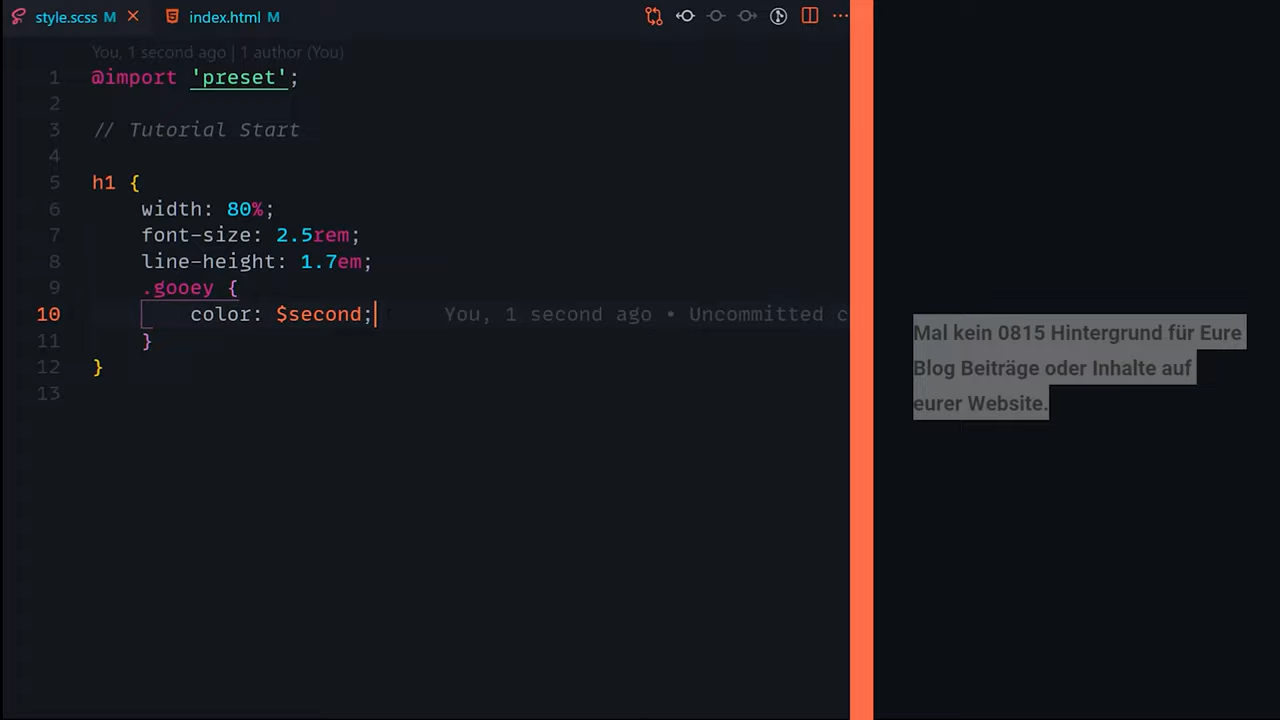 style.scss M index.html M
You, 1 second ago | 1 author (You)
1 @import 'preset';
2
3 // Tutorial Start
4
5 h1 {
6 width: 80%;
7 font-size: 2.5rem;
8 line-height: 1.7em;
9 .gooey {
10 color: $second; You, 1 second ago • Uncommitted c
11 }
12 }
13
Mal kein 0815 Hintergrund für Eure
Blog Beiträge oder Inhalte auf
eurer Website.